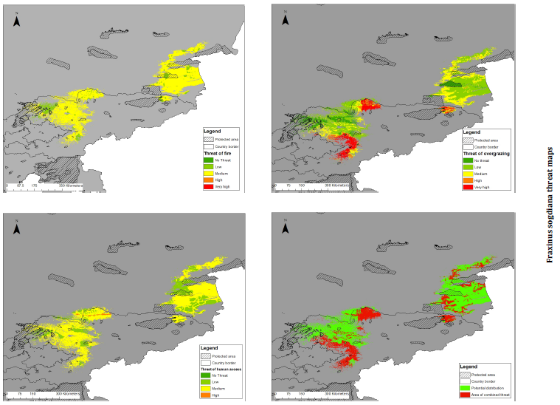 Legend
Protected area
Country border
Threat of fire
No Threat
Low
Medium
High
Very high
Legend
Protected area
Country border
Threat of overgrazing
No threat
Low
Medium
High
Very high
Legend
Protected area
Country border
Threat of human access
No Threat
Low
Medium
High
Legend
Protected area
Country border
Potential distribution
Area of combined threat
Fraxinus sogdiana threat maps